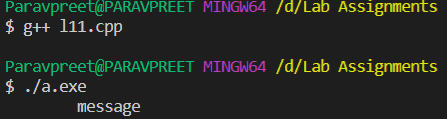 Paravpreet@PARAVPREET MINGW64 /d/Lab Assignments
$ g++ l11.cpp
Paravpreet@PARAVPREET MINGW64 /d/Lab Assignments
$ ./a.exe
message